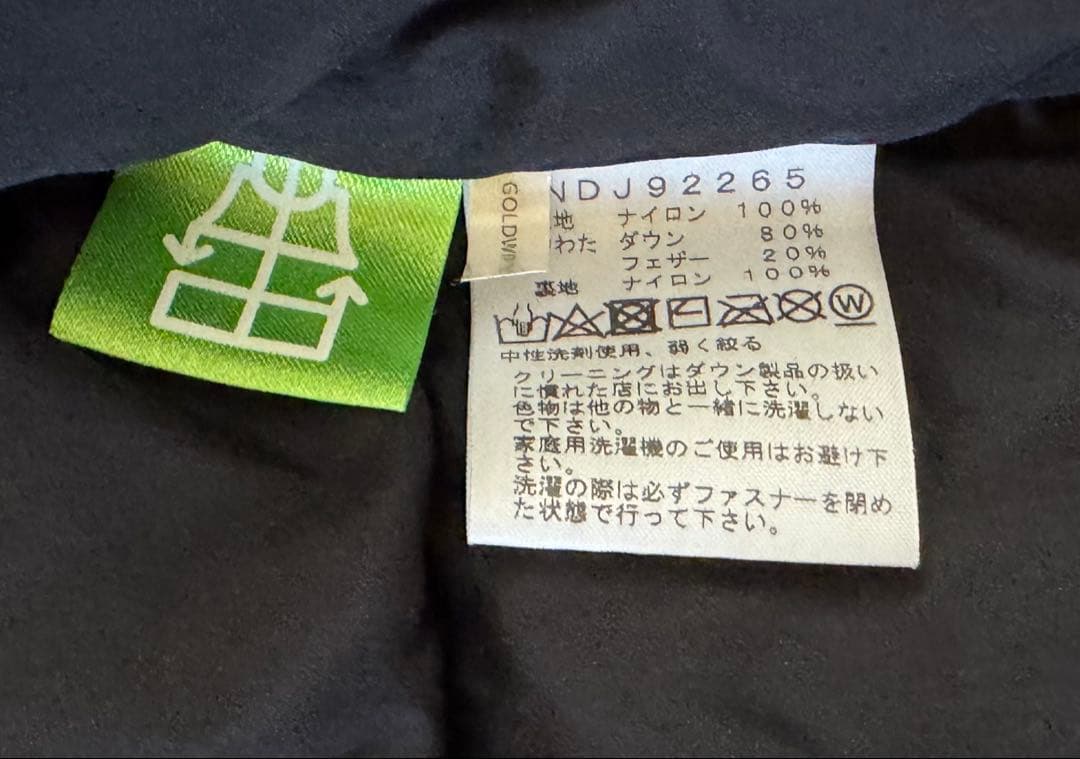 GOLDWI
NDJ92265
地 ナイロン 100%
わた ダウン 80%
フェザー 20%
裏地 ナイロン 100%
W
中性洗剤使用、弱く絞る
クリーニングはダウン製品の扱い
に慣れた店にお出し下さい。
色物は他の物と一緒に洗濯しない
で下さい。
家庭用洗濯機のご使用はお避け下
さい。
洗濯の際は必ずファスナーを閉め
た状態で行って下さい。